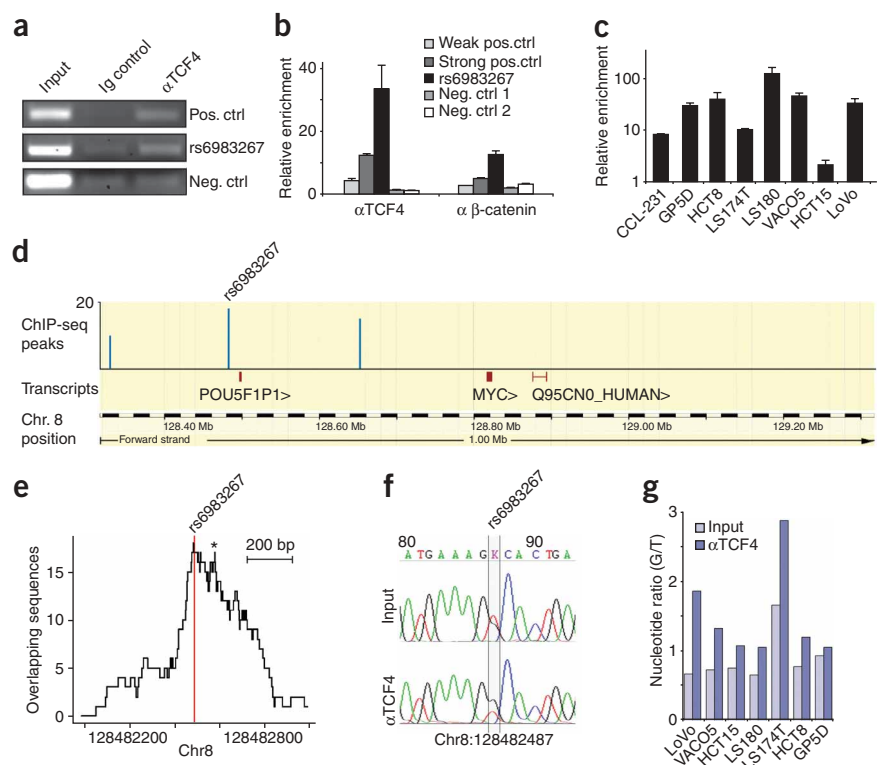 a
Input
Ig control
αTCF4
Pos. ctrl
rs6983267
Neg. ctrl
b
Weak pos.ctrl
Strong pos.ctrl
rs6983267
Neg. ctrl 1
Neg. ctrl 2
Relative enrichment
40
20
0
αTCF4
α β-catenin
c
Relative enrichment
100
10
1
CCL-231
GP5D
HCT8
LS174T
LS180
VACO5
HCT15
LoVo
d
rs6983267
20
ChIP-seq
peaks
Transcripts
POU5F1P1>
MYC>
Q95CN0_HUMAN>
Chr. 8
position
128.40 Mb
128.60 Mb
128.80 Mb
129.00 Mb
129.20 Mb
Forward strand
1.00 Mb
e
rs6983267
*
200 bp
Overlapping sequences
15
10
5
0
128482200
128482800
Chr8
f
rs6983267
80
90
A T G A A A G K C A C T G A
Input
αTCF4
Chr8:128482487
g
Input
αTCF4
Nucleotide ratio (G/T)
3
2
1
0
LoVo
VACO5
HCT15
LS180
LS174T
HCT8
GP5D